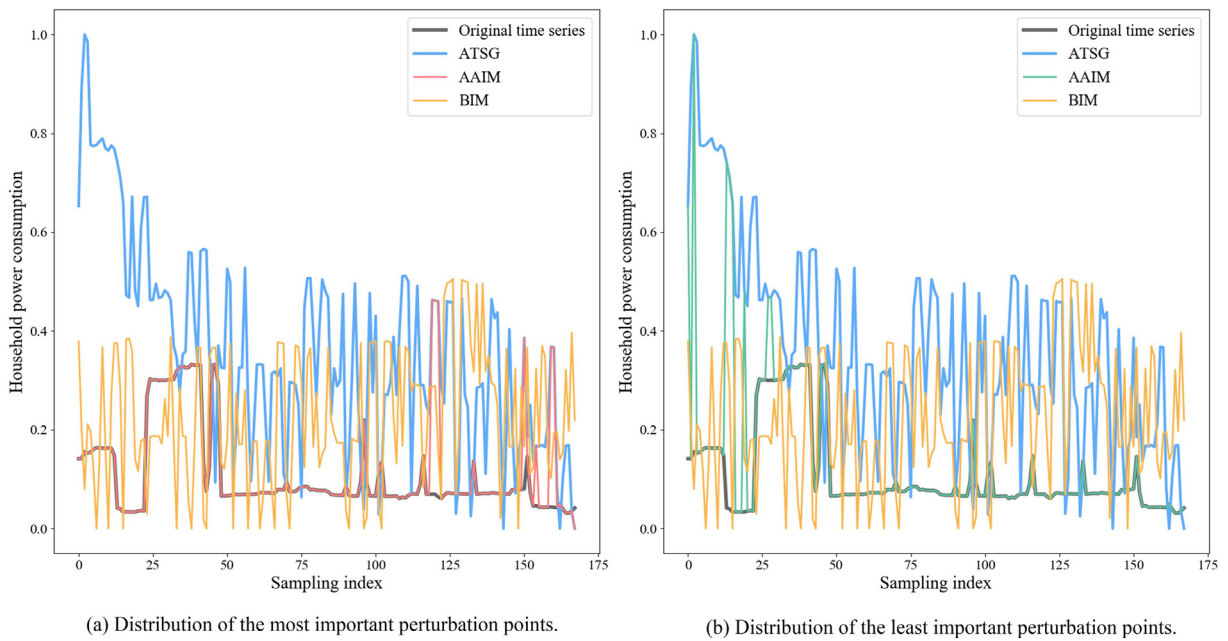 Original time series
ATSG
AAIM
BIM
1.0
0.8
0.6
0.4
0.2
0.0
Household power consumption
0 25 50 75 100 125 150 175
Sampling index
(a) Distribution of the most important perturbation points.
Original time series
ATSG
AAIM
BIM
1.0
0.8
0.6
0.4
0.2
0.0
Household power consumption
0 25 50 75 100 125 150 175
Sampling index
(b) Distribution of the least important perturbation points.